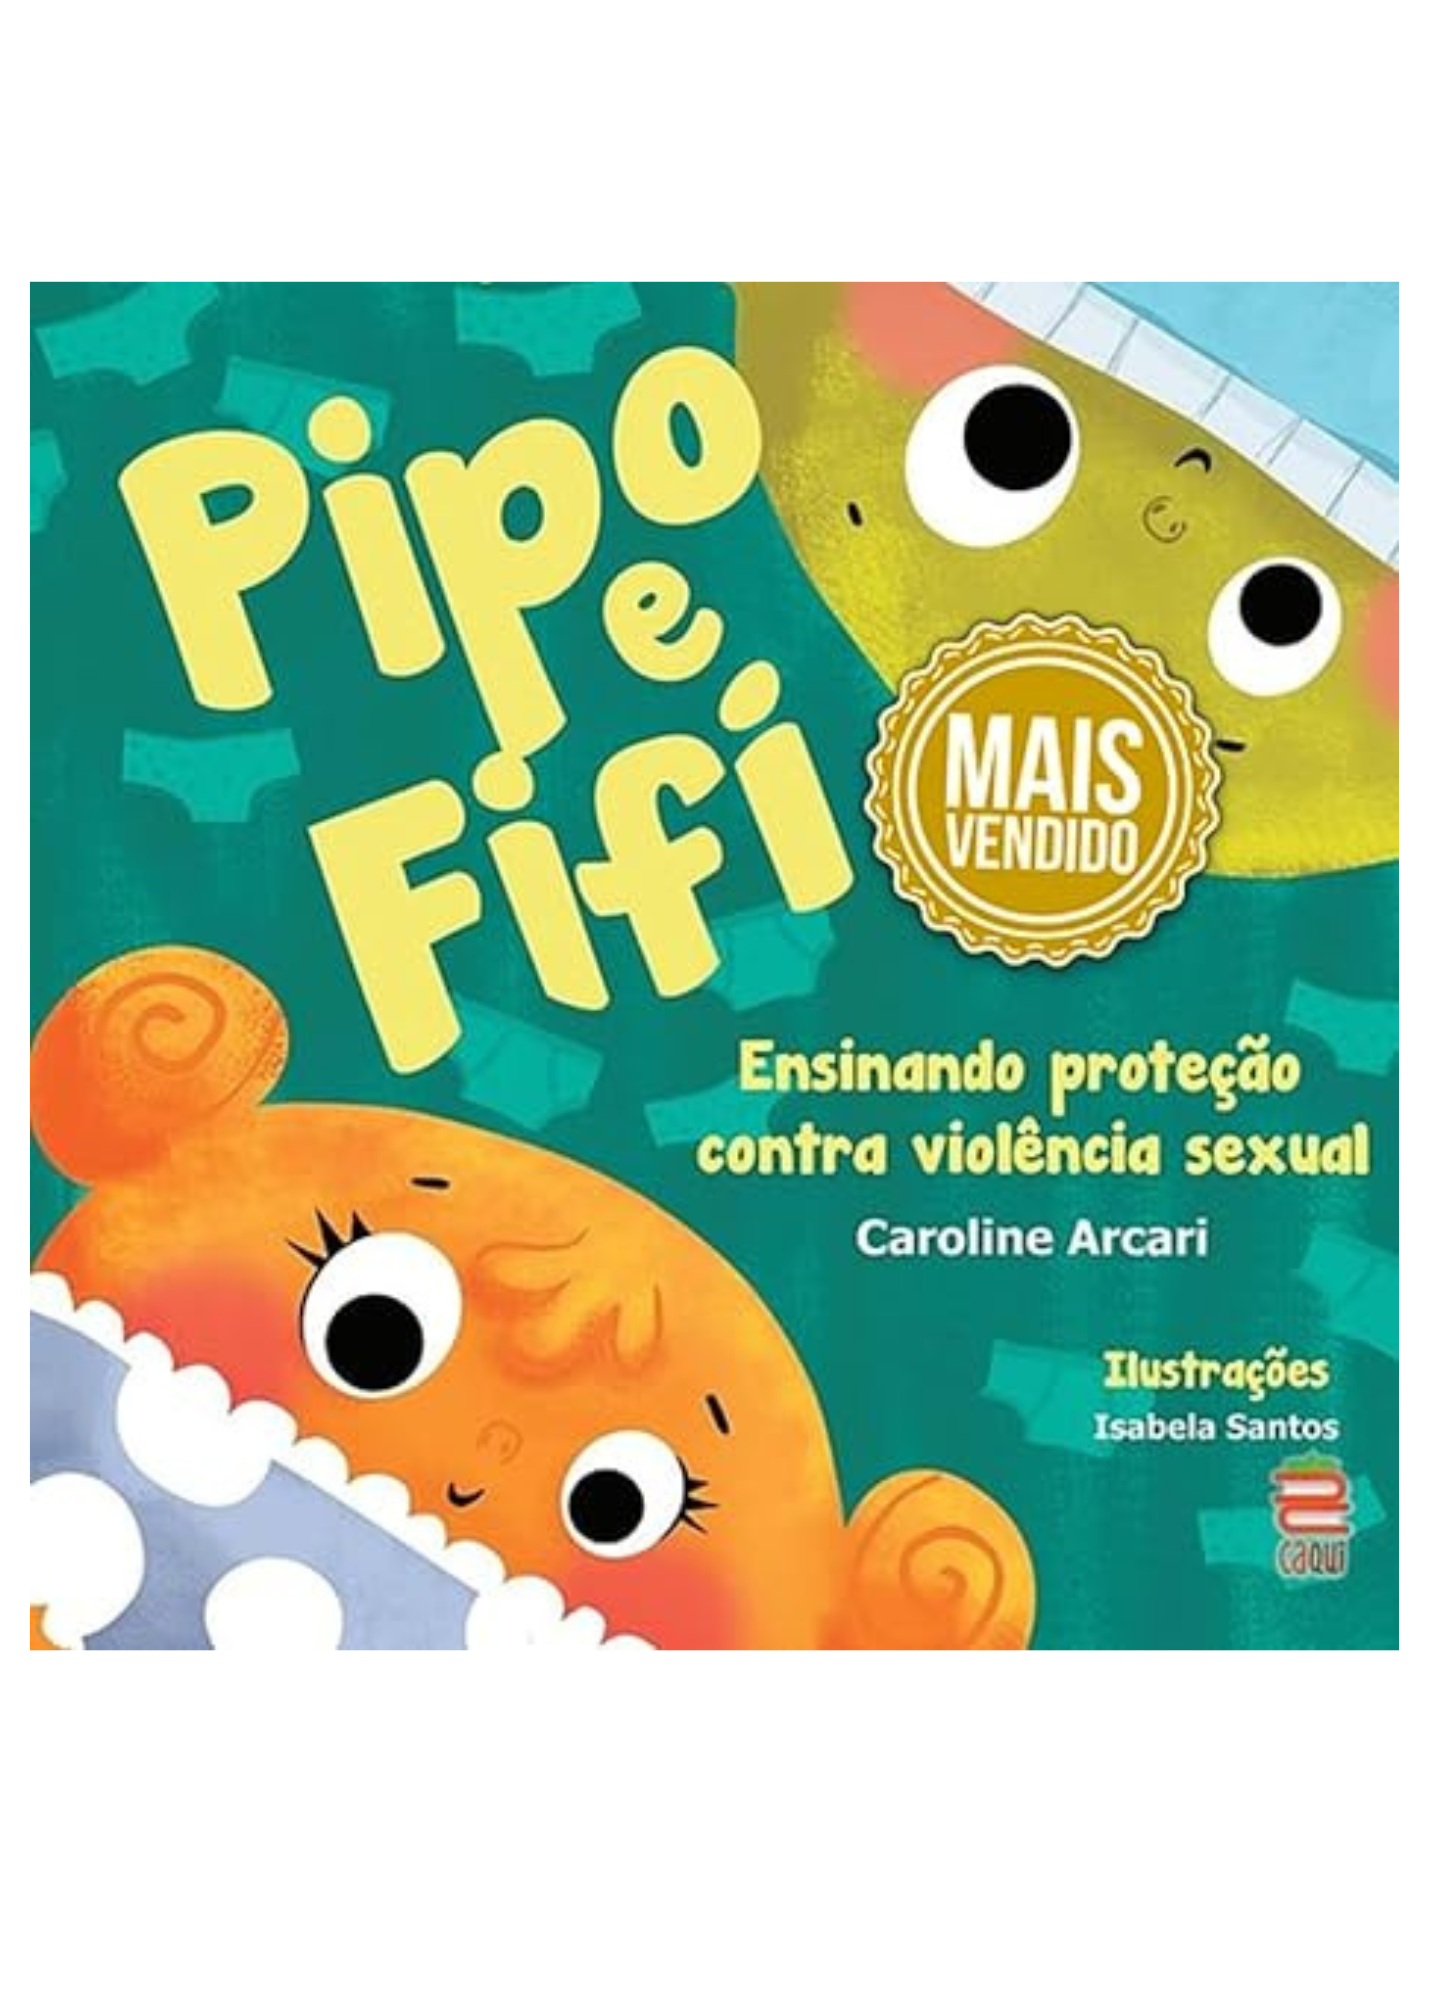 Pipo
e
Fifi
MAIS
VENDIDO
Ensinando proteção
contra violência sexual
Caroline Arcari
Ilustrações
Isabela Santos
caqui